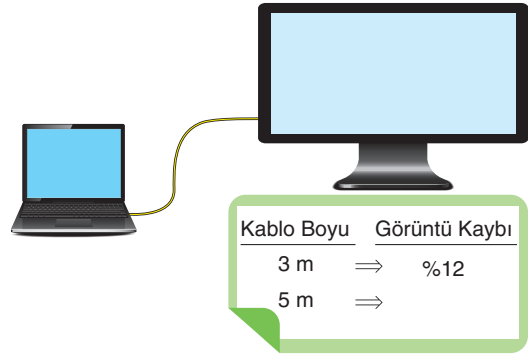 Kablo Boyu Görüntü Kaybı
3 m ⇒ %12
5 m ⇒